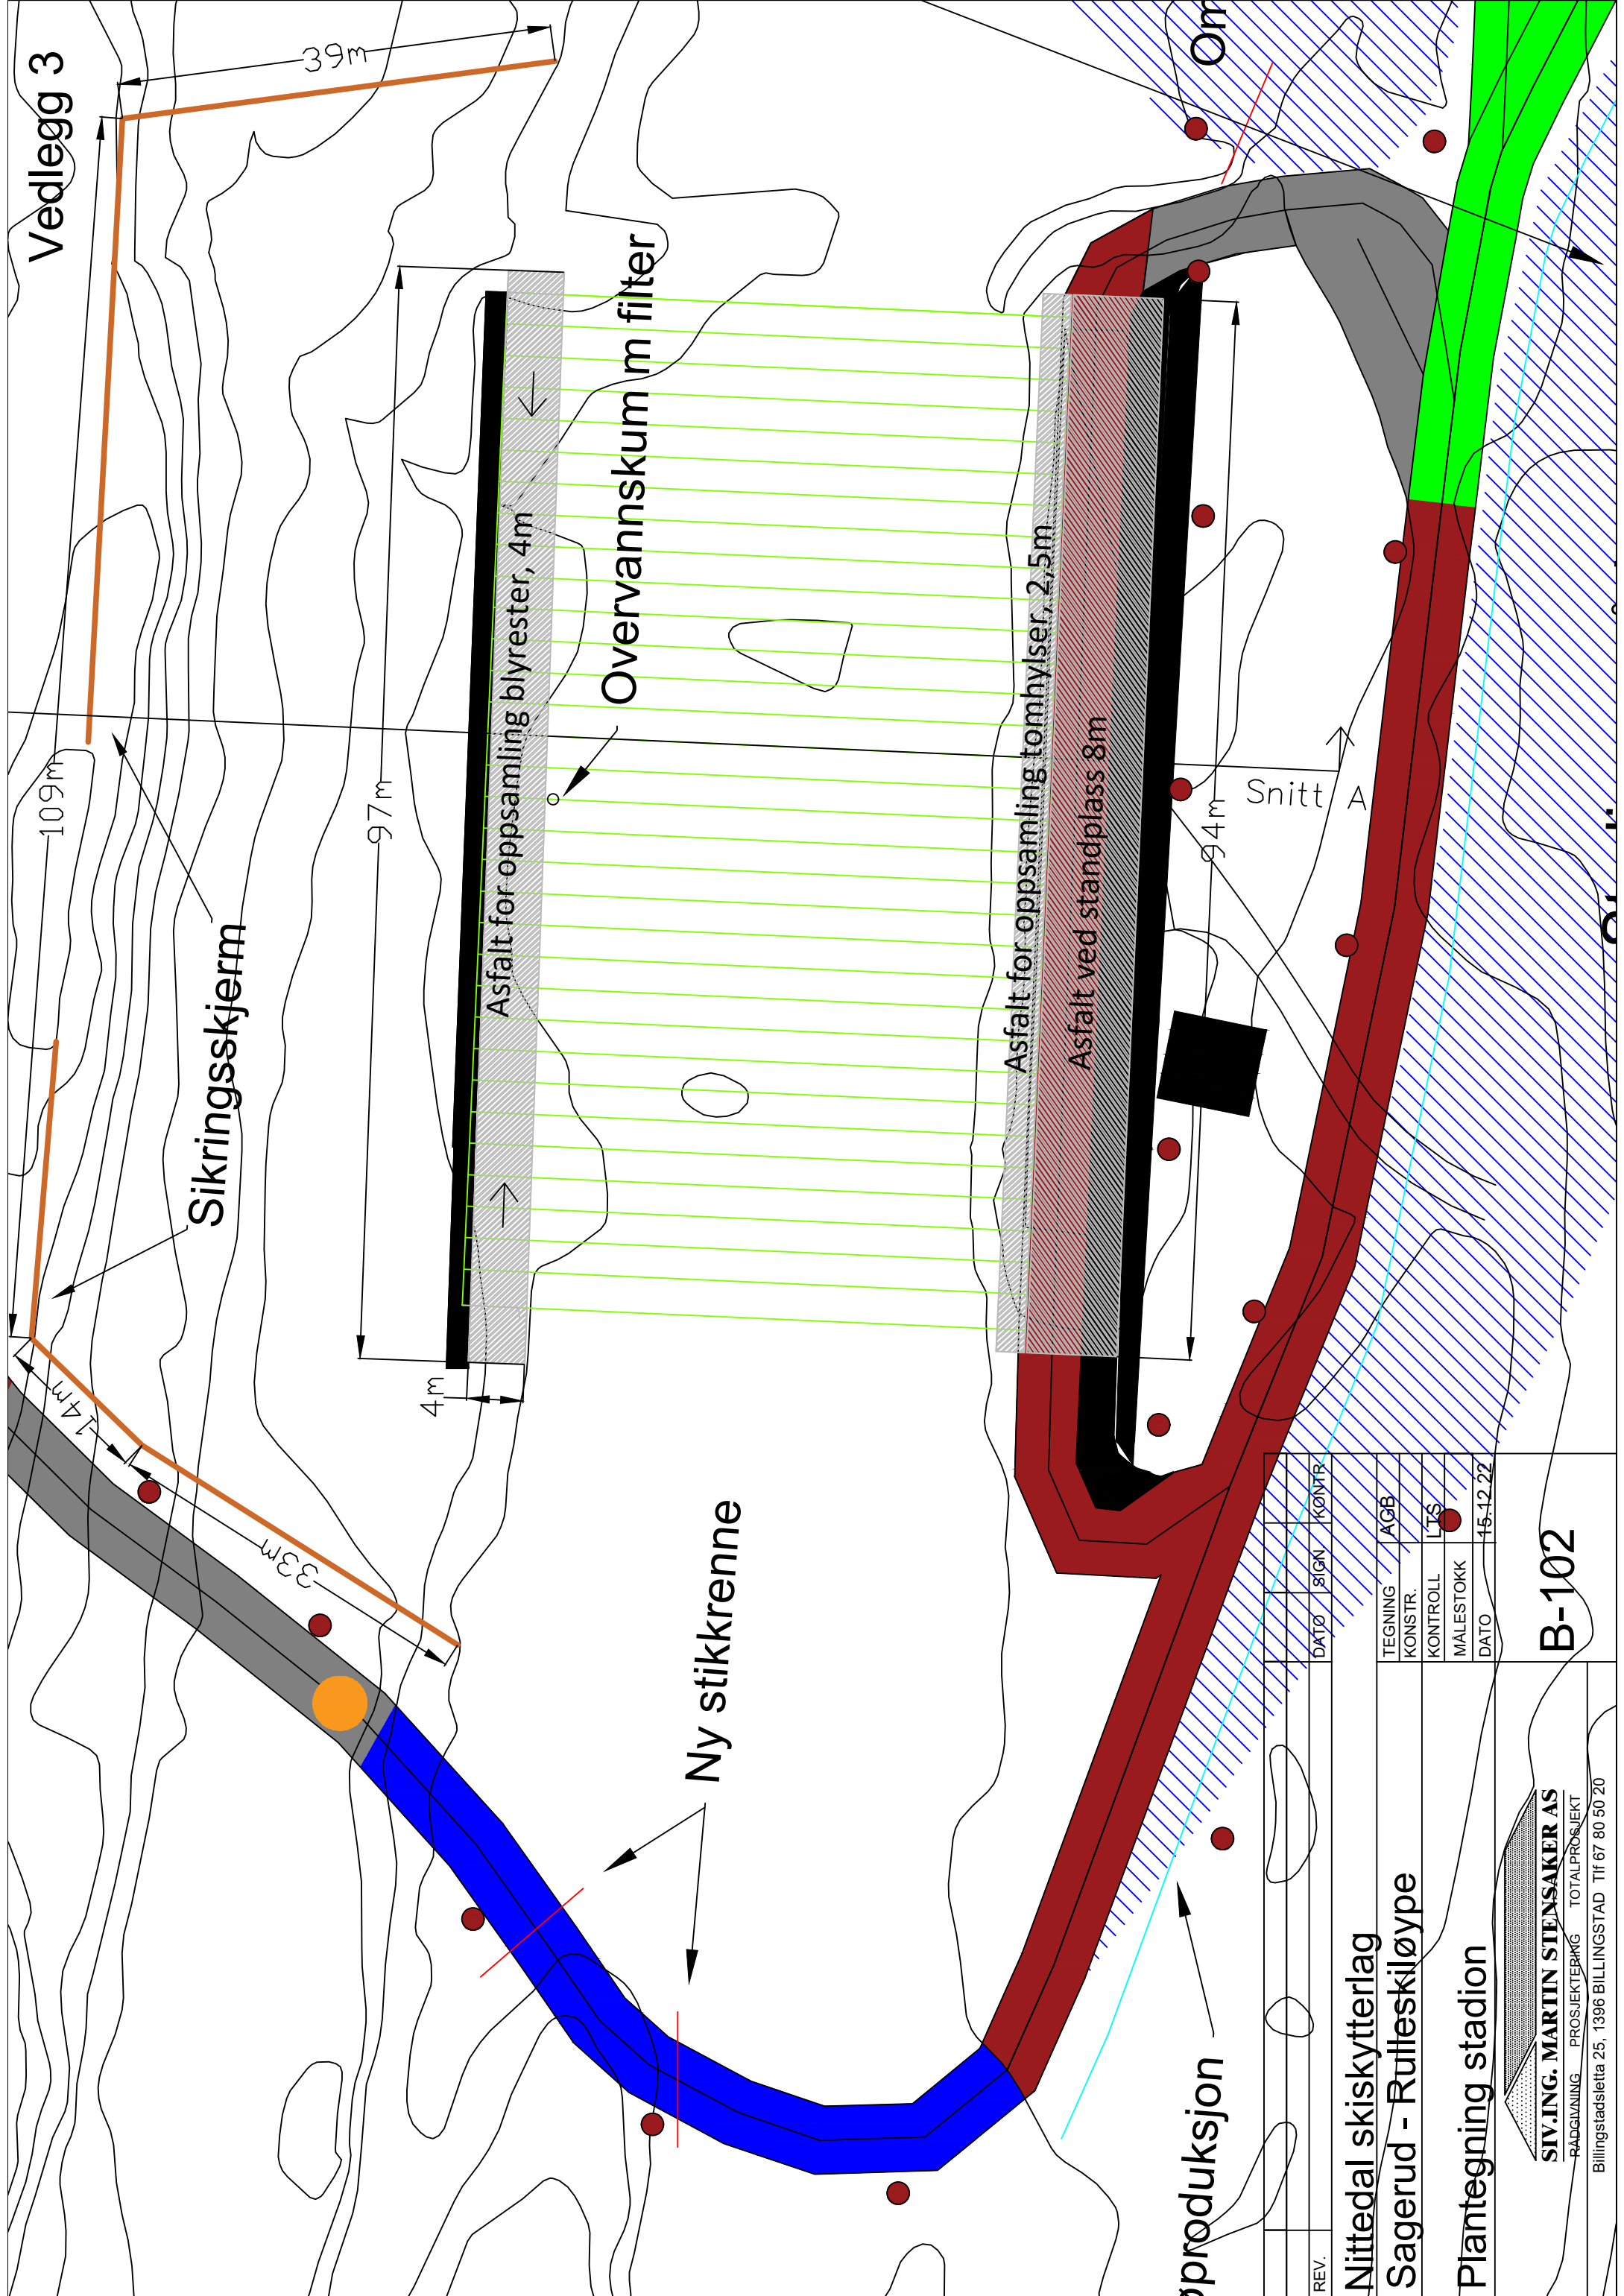 Vedlegg 3
39m
109m
14m
33m
97m
94m
4m
Sikringsskjerm
Overvannskum m filter
Asfalt for oppsamling blyrester, 4m
Asfalt for oppsamling tomhylser, 2,5m
Asfalt ved standplass 8m
Snitt A
Ny stikkrenne
REV.
DATO SIGN KONTR
Nittedal skiskytterlag
Sagerud - Rulleskiløype
Plantegning stadion
TEGNING AGB
KONSTR.
KONTROLL LTS
MÅLESTOKK
DATO 15.12.22
B-102
SIV.ING. MARTIN STENSAKER AS
RÅDGIVNING PROSJEKTERING TOTALPROSJEKT
Billingstadsletta 25, 1396 BILLINGSTAD Tlf 67 80 50 20